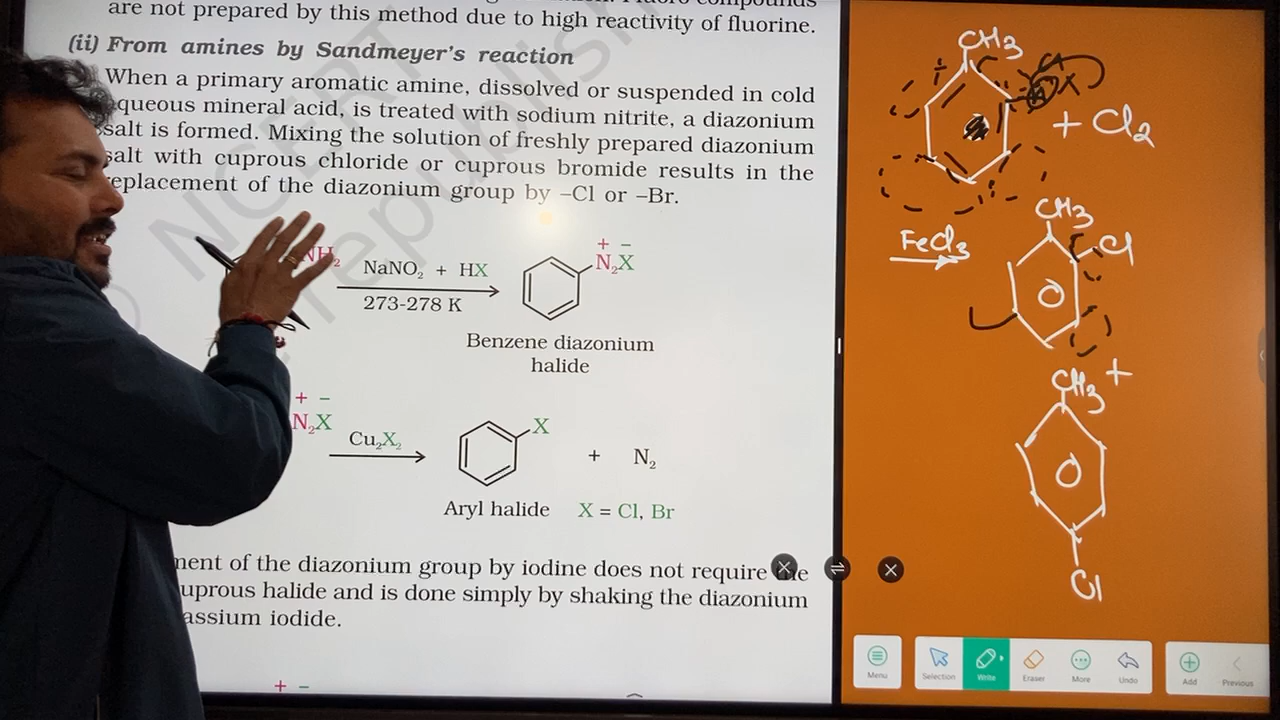 are not prepared by this method due to high reactivity of fluorine.
(ii) From amines by Sandmeyer's reaction
When a primary aromatic amine, dissolved or suspended in cold
queous mineral acid, is treated with sodium nitrite, a diazonium
salt is formed. Mixing the solution of freshly prepared diazonium
salt with cuprous chloride or cuprous bromide results in the
eplacement of the diazonium group by –Cl or –Br.
NH₂
NaNO₂ + HX
273-278 K
+ –
N₂X
Benzene diazonium
halide
+ –
N₂X
Cu₂X₂
X
+ N₂
Aryl halide X = Cl, Br
ment of the diazonium group by iodine does not require the
uprous halide and is done simply by shaking the diazonium
assium iodide.
+ –
CH3
+ Cl2
FeCl3
CH3
Cl
+
CH3
Cl
Menu
Selection
Write
Eraser
More
Undo
Add
Previous